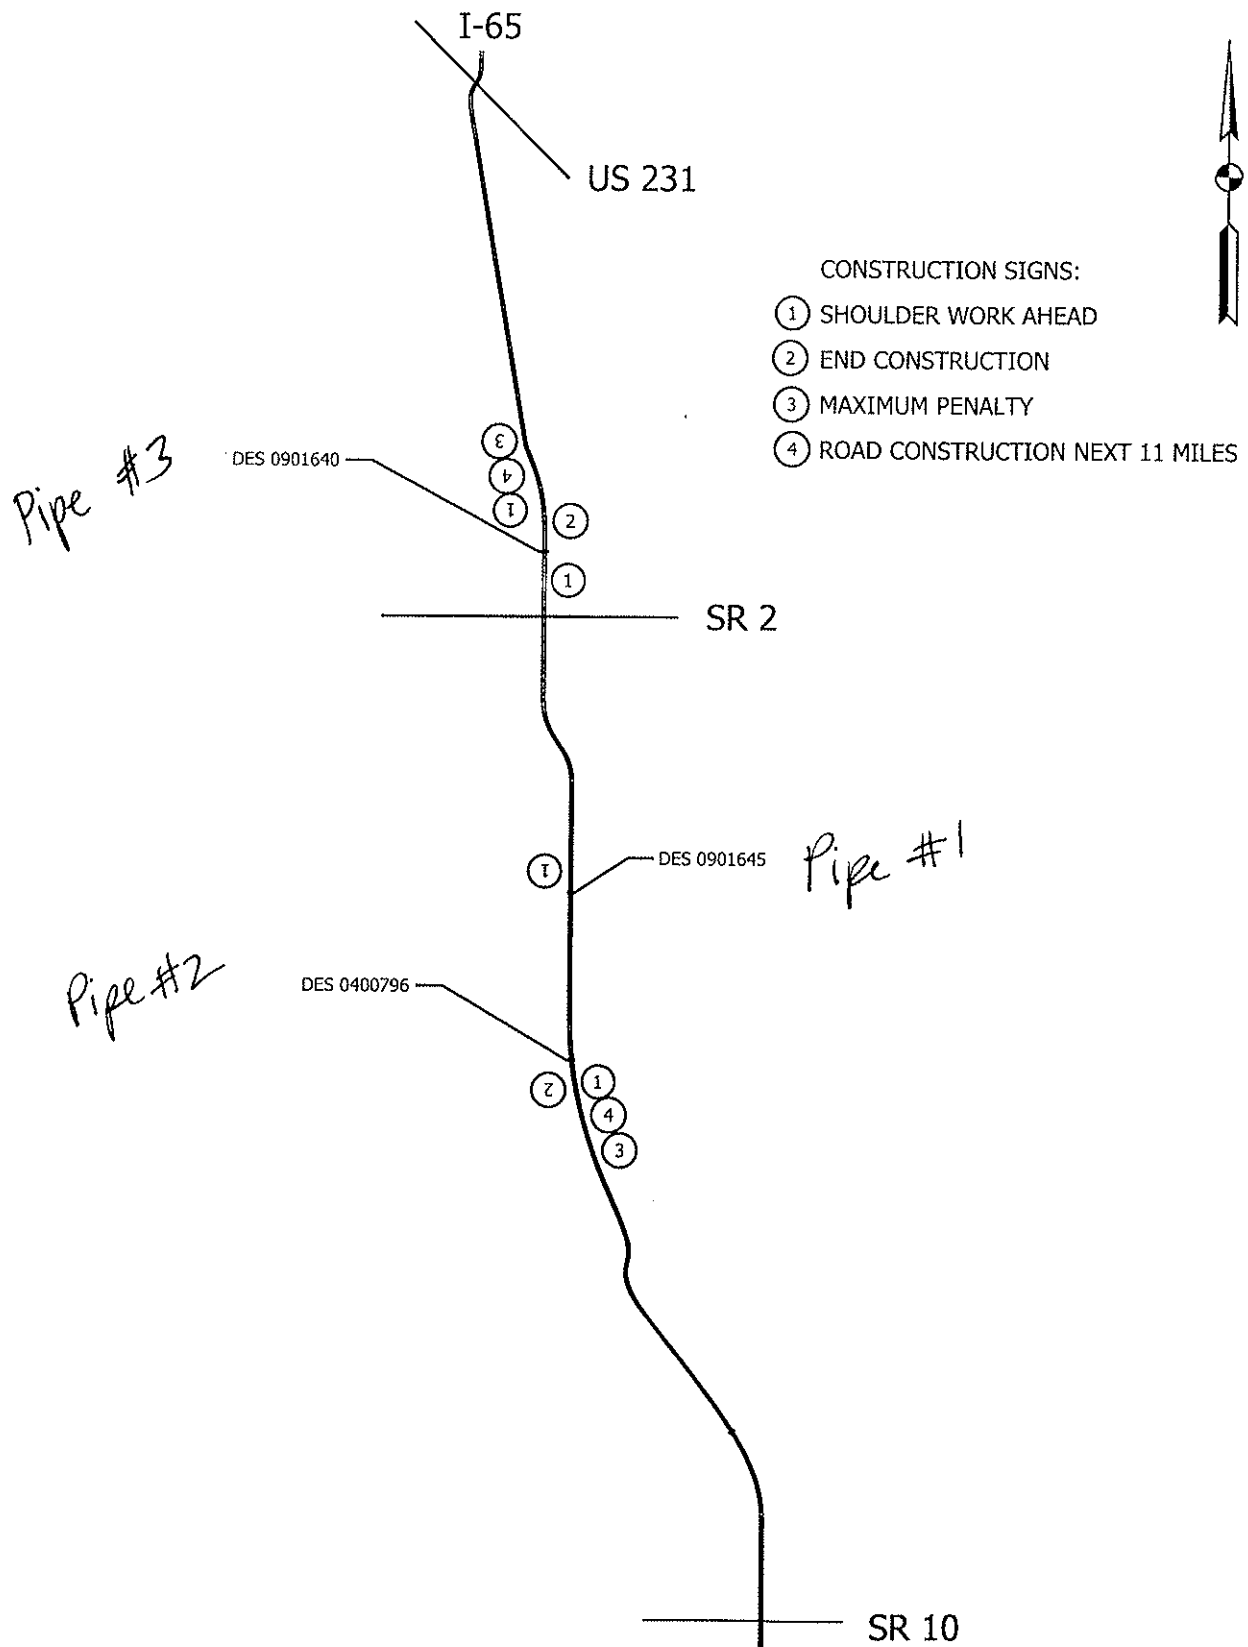 I-65
US 231
CONSTRUCTION SIGNS:
1 SHOULDER WORK AHEAD
2 END CONSTRUCTION
3 MAXIMUM PENALTY
4 ROAD CONSTRUCTION NEXT 11 MILES
3
Pipe #3
DES 0901640
4
1
2
1
SR 2
1
DES 0901645
Pipe #1
Pipe #2
DES 0400796
2
1
4
3
SR 10